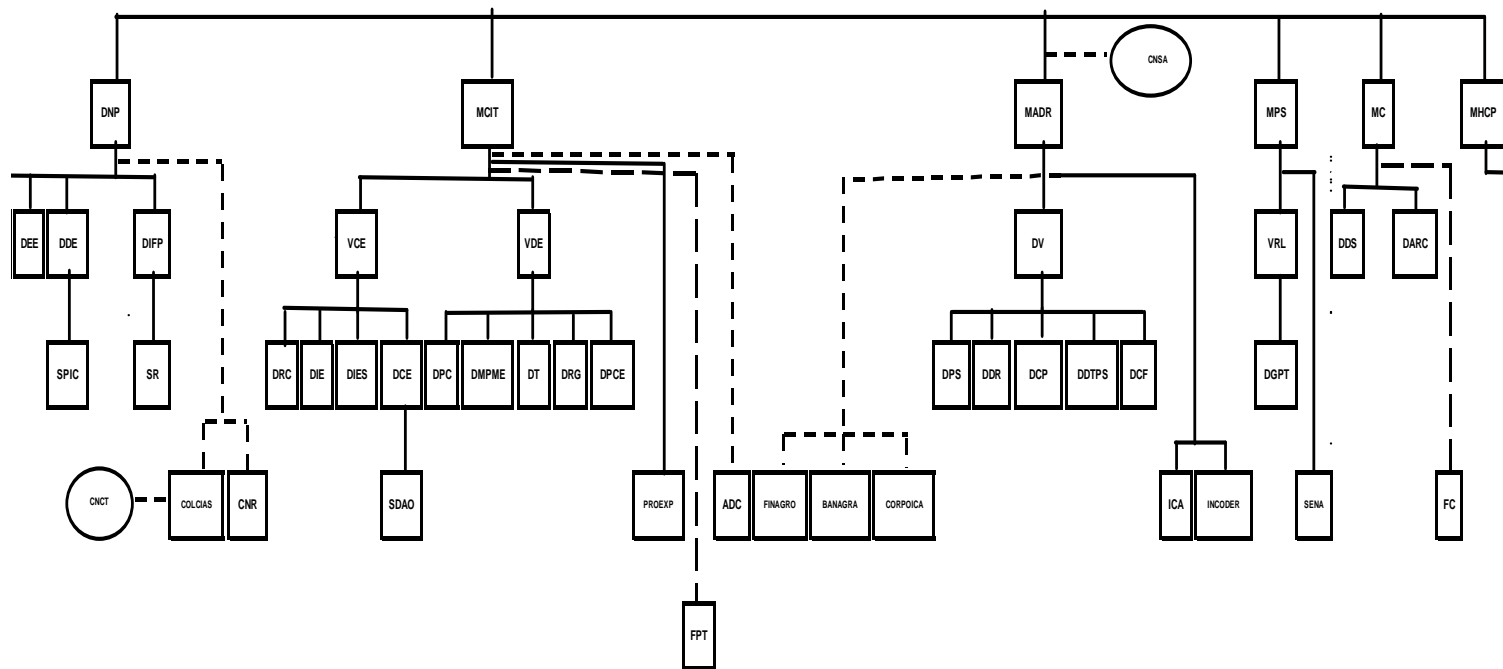 CNSA
DNP
MCIT
MADR
MPS
MC
MHCP
DEE
DDE
DIFP
VCE
VDE
DV
VRL
DDS
DARC
SPIC
SR
DRC
DIE
DIES
DCE
DPC
DMPME
DT
DRG
DPCE
DPS
DDR
DCP
DDTPS
DCF
DGPT
CNCT
COLCIAS
CNR
SDAO
PROEXP
ADC
FINAGRO
BANAGRA
CORPOICA
ICA
INCODER
SENA
FC
FPT